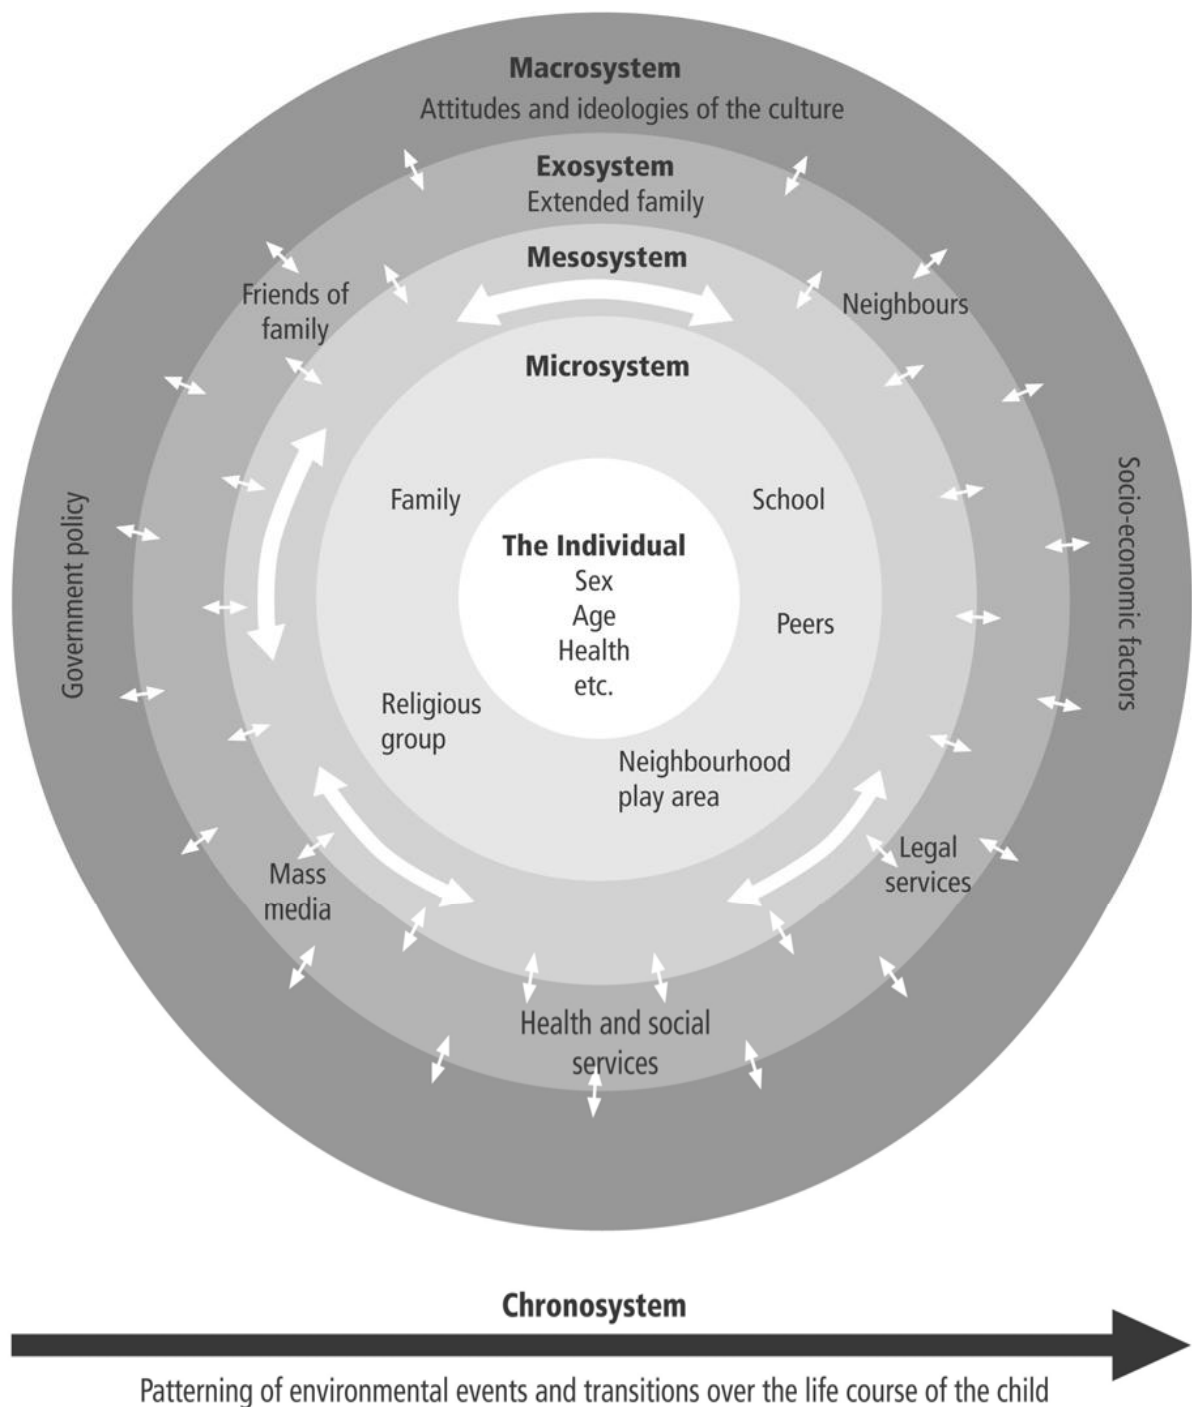 Macrosystem
Attitudes and ideologies of the culture
Exosystem
Extended family
Mesosystem
Friends of
family
Neighbours
Microsystem
Family
School
The Individual
Sex
Age
Health
etc.
Peers
Religious
group
Neighbourhood
play area
Government policy
Socio-economic factors
Mass
media
Legal
services
Health and social
services
Chronosystem
Patterning of environmental events and transitions over the life course of the child